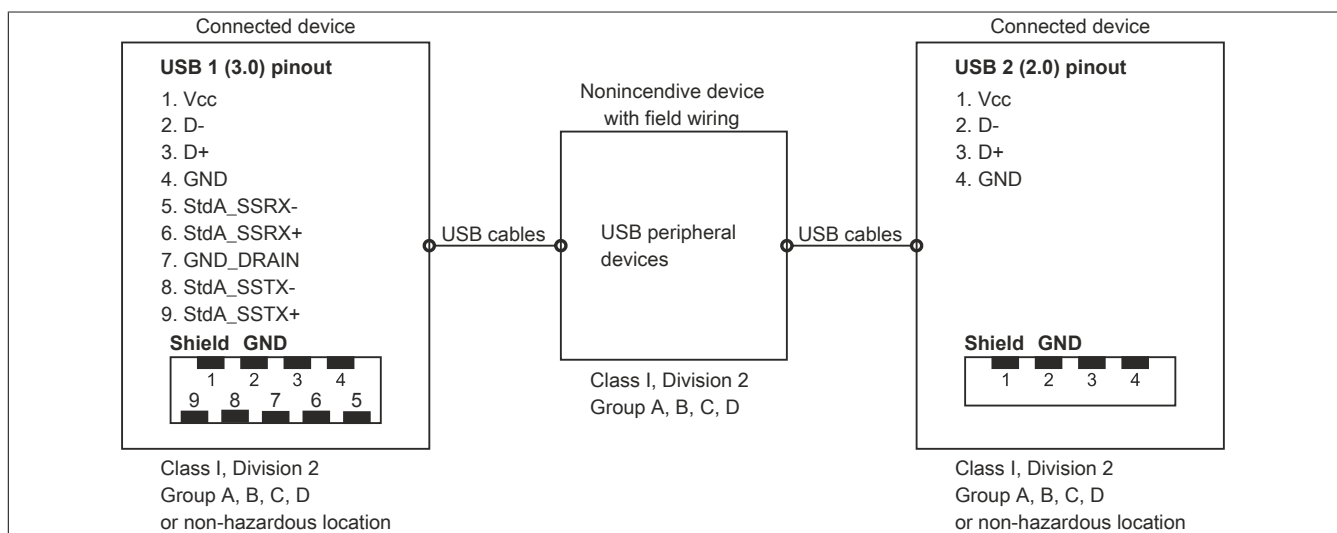 Connected device
USB 1 (3.0) pinout
1. Vcc
2. D-
3. D+
4. GND
5. StdA_SSRX-
6. StdA_SSRX+
7. GND_DRAIN
8. StdA_SSTX-
9. StdA_SSTX+
Shield GND
1 2 3 4
9 8 7 6 5
Class I, Division 2
Group A, B, C, D
or non-hazardous location
USB cables
Nonincendive device
with field wiring
USB peripheral
devices
Class I, Division 2
Group A, B, C, D
USB cables
Connected device
USB 2 (2.0) pinout
1. Vcc
2. D-
3. D+
4. GND
Shield GND
1 2 3 4
Class I, Division 2
Group A, B, C, D
or non-hazardous location